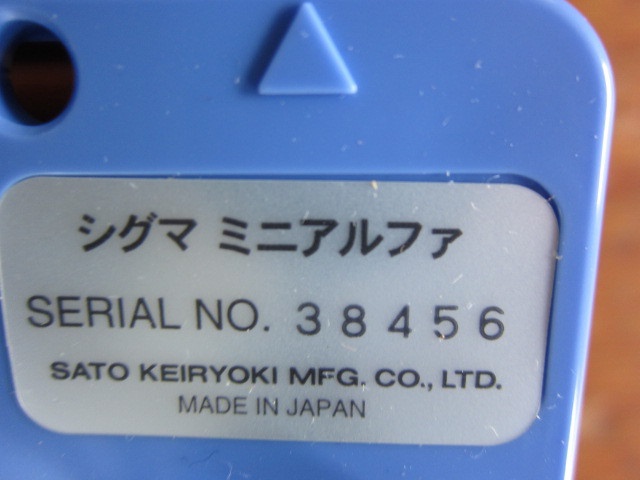 シグマ ミニアルファ
SERIAL NO. 38456
SATO KEIRYOKI MFG. CO., LTD.
MADE IN JAPAN